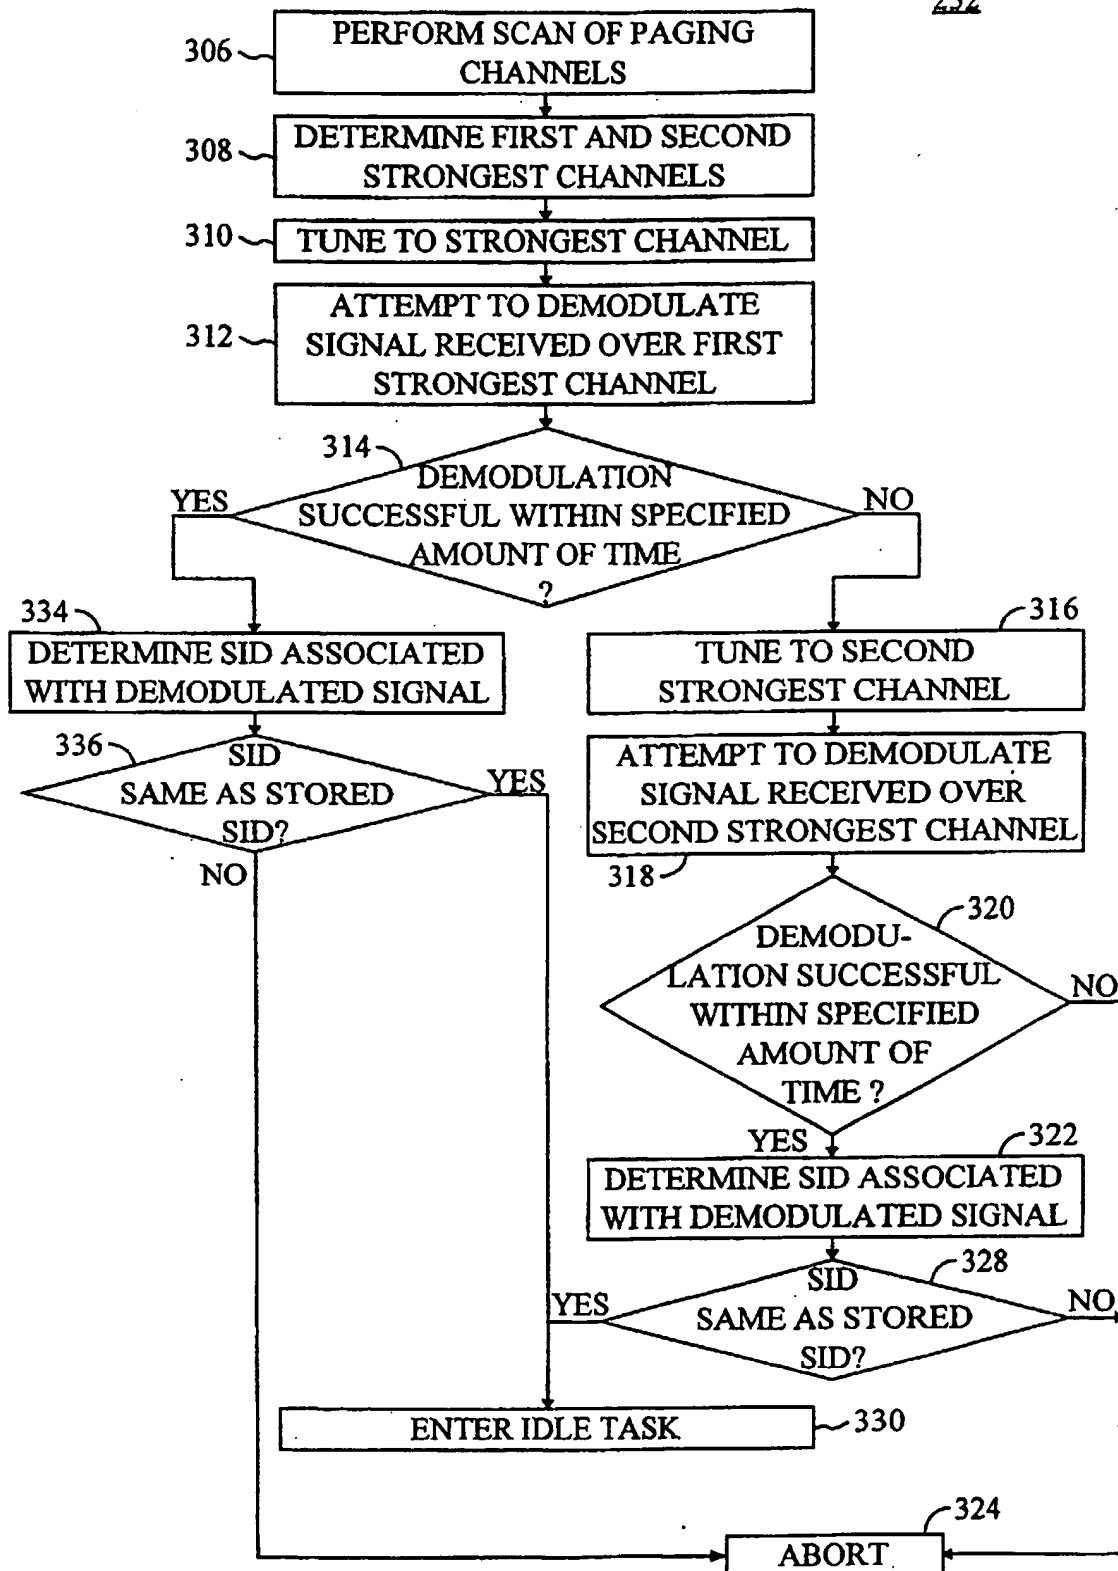 232
306
PERFORM SCAN OF PAGING
CHANNELS
308
DETERMINE FIRST AND SECOND
STRONGEST CHANNELS
310
TUNE TO STRONGEST CHANNEL
312
ATTEMPT TO DEMODULATE
SIGNAL RECEIVED OVER FIRST
STRONGEST CHANNEL
314
DEMODULATION
SUCCESSFUL WITHIN SPECIFIED
AMOUNT OF TIME
?
YES
NO
334
DETERMINE SID ASSOCIATED
WITH DEMODULATED SIGNAL
336
SID
SAME AS STORED
SID?
YES
NO
316
TUNE TO SECOND
STRONGEST CHANNEL
ATTEMPT TO DEMODULATE
SIGNAL RECEIVED OVER
SECOND STRONGEST CHANNEL
318
320
DEMODU-
LATION SUCCESSFUL
WITHIN SPECIFIED
AMOUNT OF
TIME ?
NO
YES
322
DETERMINE SID ASSOCIATED
WITH DEMODULATED SIGNAL
328
SID
SAME AS STORED
SID?
YES
NO
ENTER IDLE TASK
330
324
ABORT